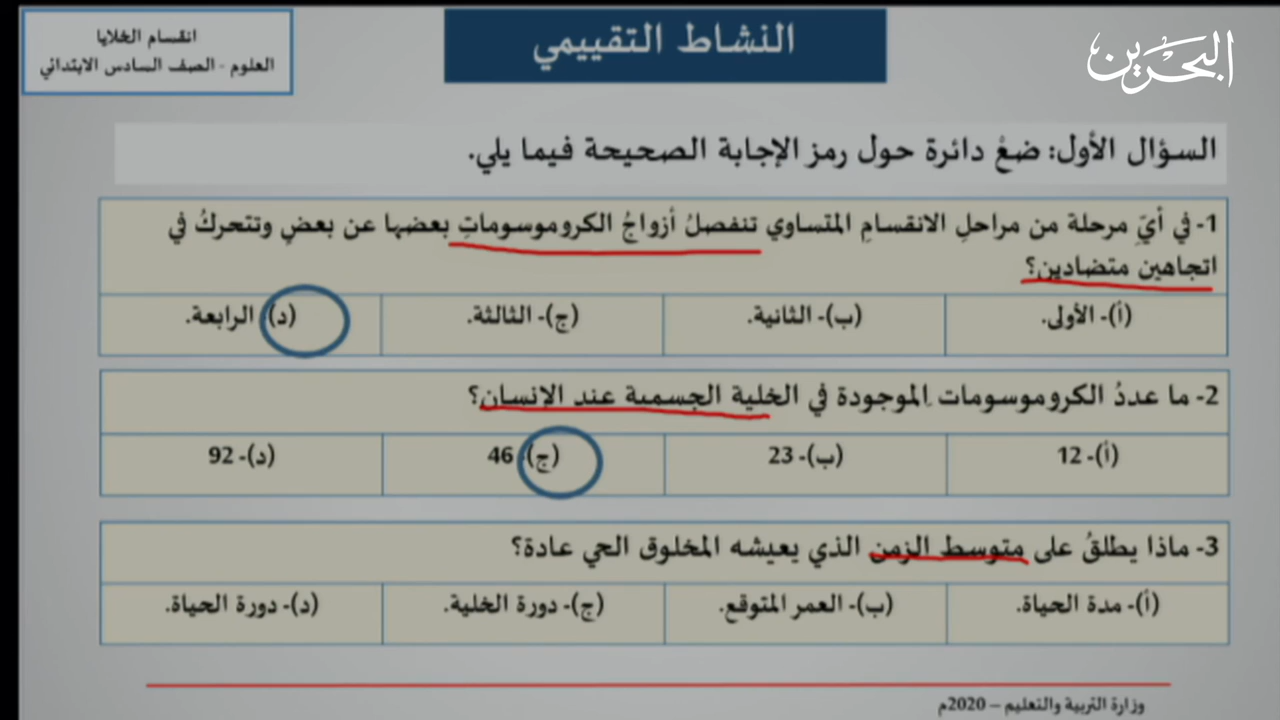 البحرين
النشاط التقييمي
انقسام الخلايا
العلوم - الصف السادس الابتدائي
السؤال الأول: ضعْ دائرة حول رمز الإجابة الصحيحة فيما يلي.
1- في أيِّ مرحلة من مراحلِ الانقسامِ المتساوي تنفصلُ أزواجُ الكروموسوماتِ بعضها عن بعضٍ وتتحركُ في
اتجاهين متضادين؟
(أ)- الأولى.
(ب)- الثانية.
(ج)- الثالثة.
(د)- الرابعة.
2- ما عددُ الكروموسومات الموجودة في الخلية الجسمية عند الإنسان؟
(أ)- 12
(ب)- 23
(ج)- 46
(د)- 92
3- ماذا يطلقُ على متوسط الزمن الذي يعيشه المخلوق الحي عادة؟
(أ)- مدة الحياة.
(ب)- العمر المتوقع.
(ج)- دورة الخلية.
(د)- دورة الحياة.
وزارة التربية والتعليم – 2020م